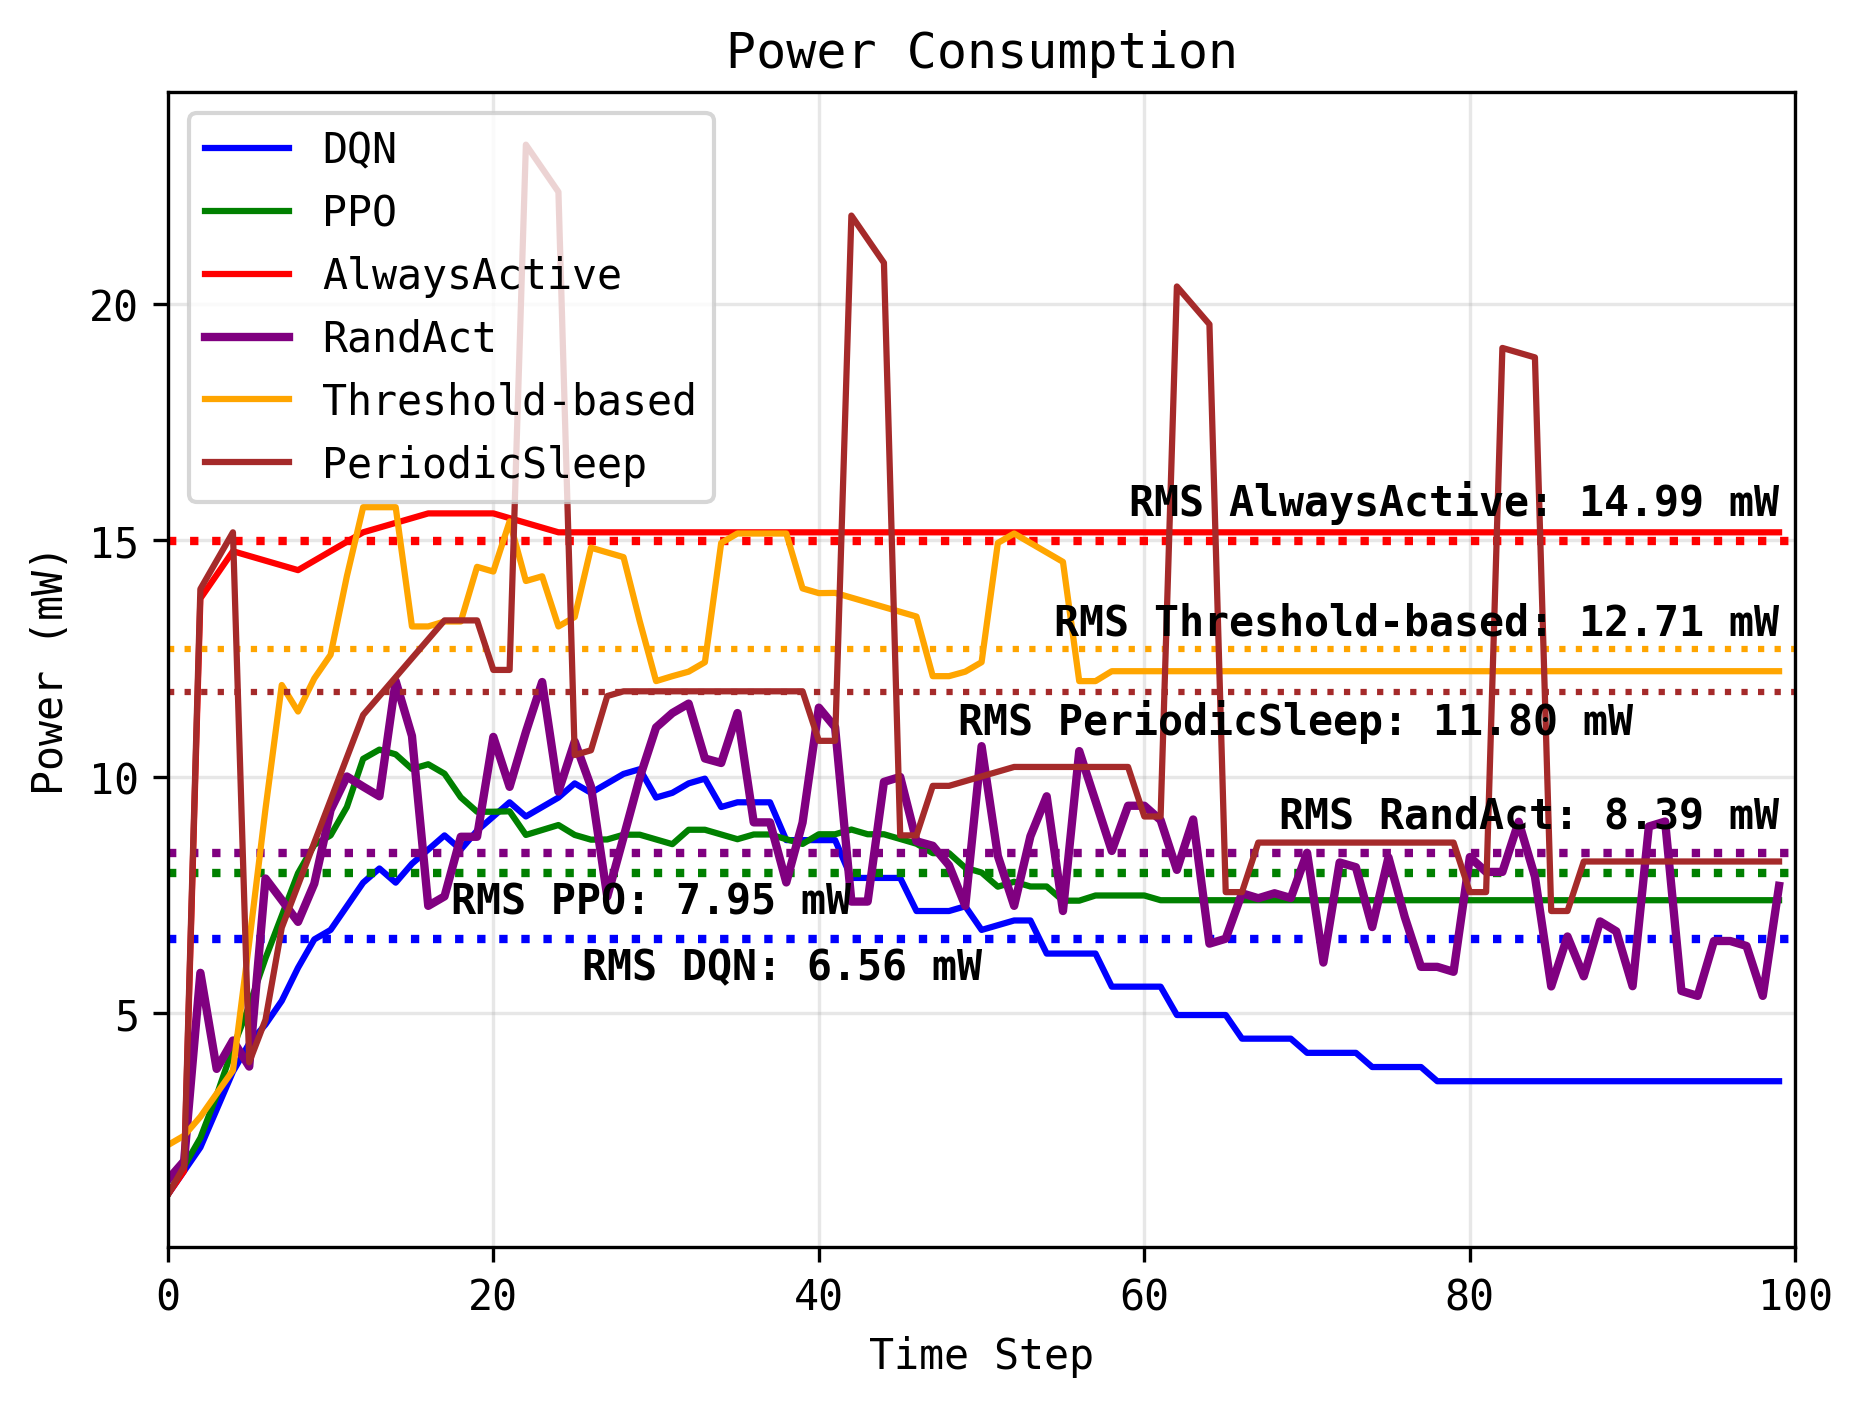 Power Consumption
DQN
PPO
AlwaysActive
RandAct
Threshold-based
PeriodicSleep
RMS AlwaysActive: 14.99 mW
RMS Threshold-based: 12.71 mW
RMS PeriodicSleep: 11.80 mW
RMS RandAct: 8.39 mW
RMS PPO: 7.95 mW
RMS DQN: 6.56 mW
Power (mW)
20
15
10
5
0 20 40 60 80 100
Time Step